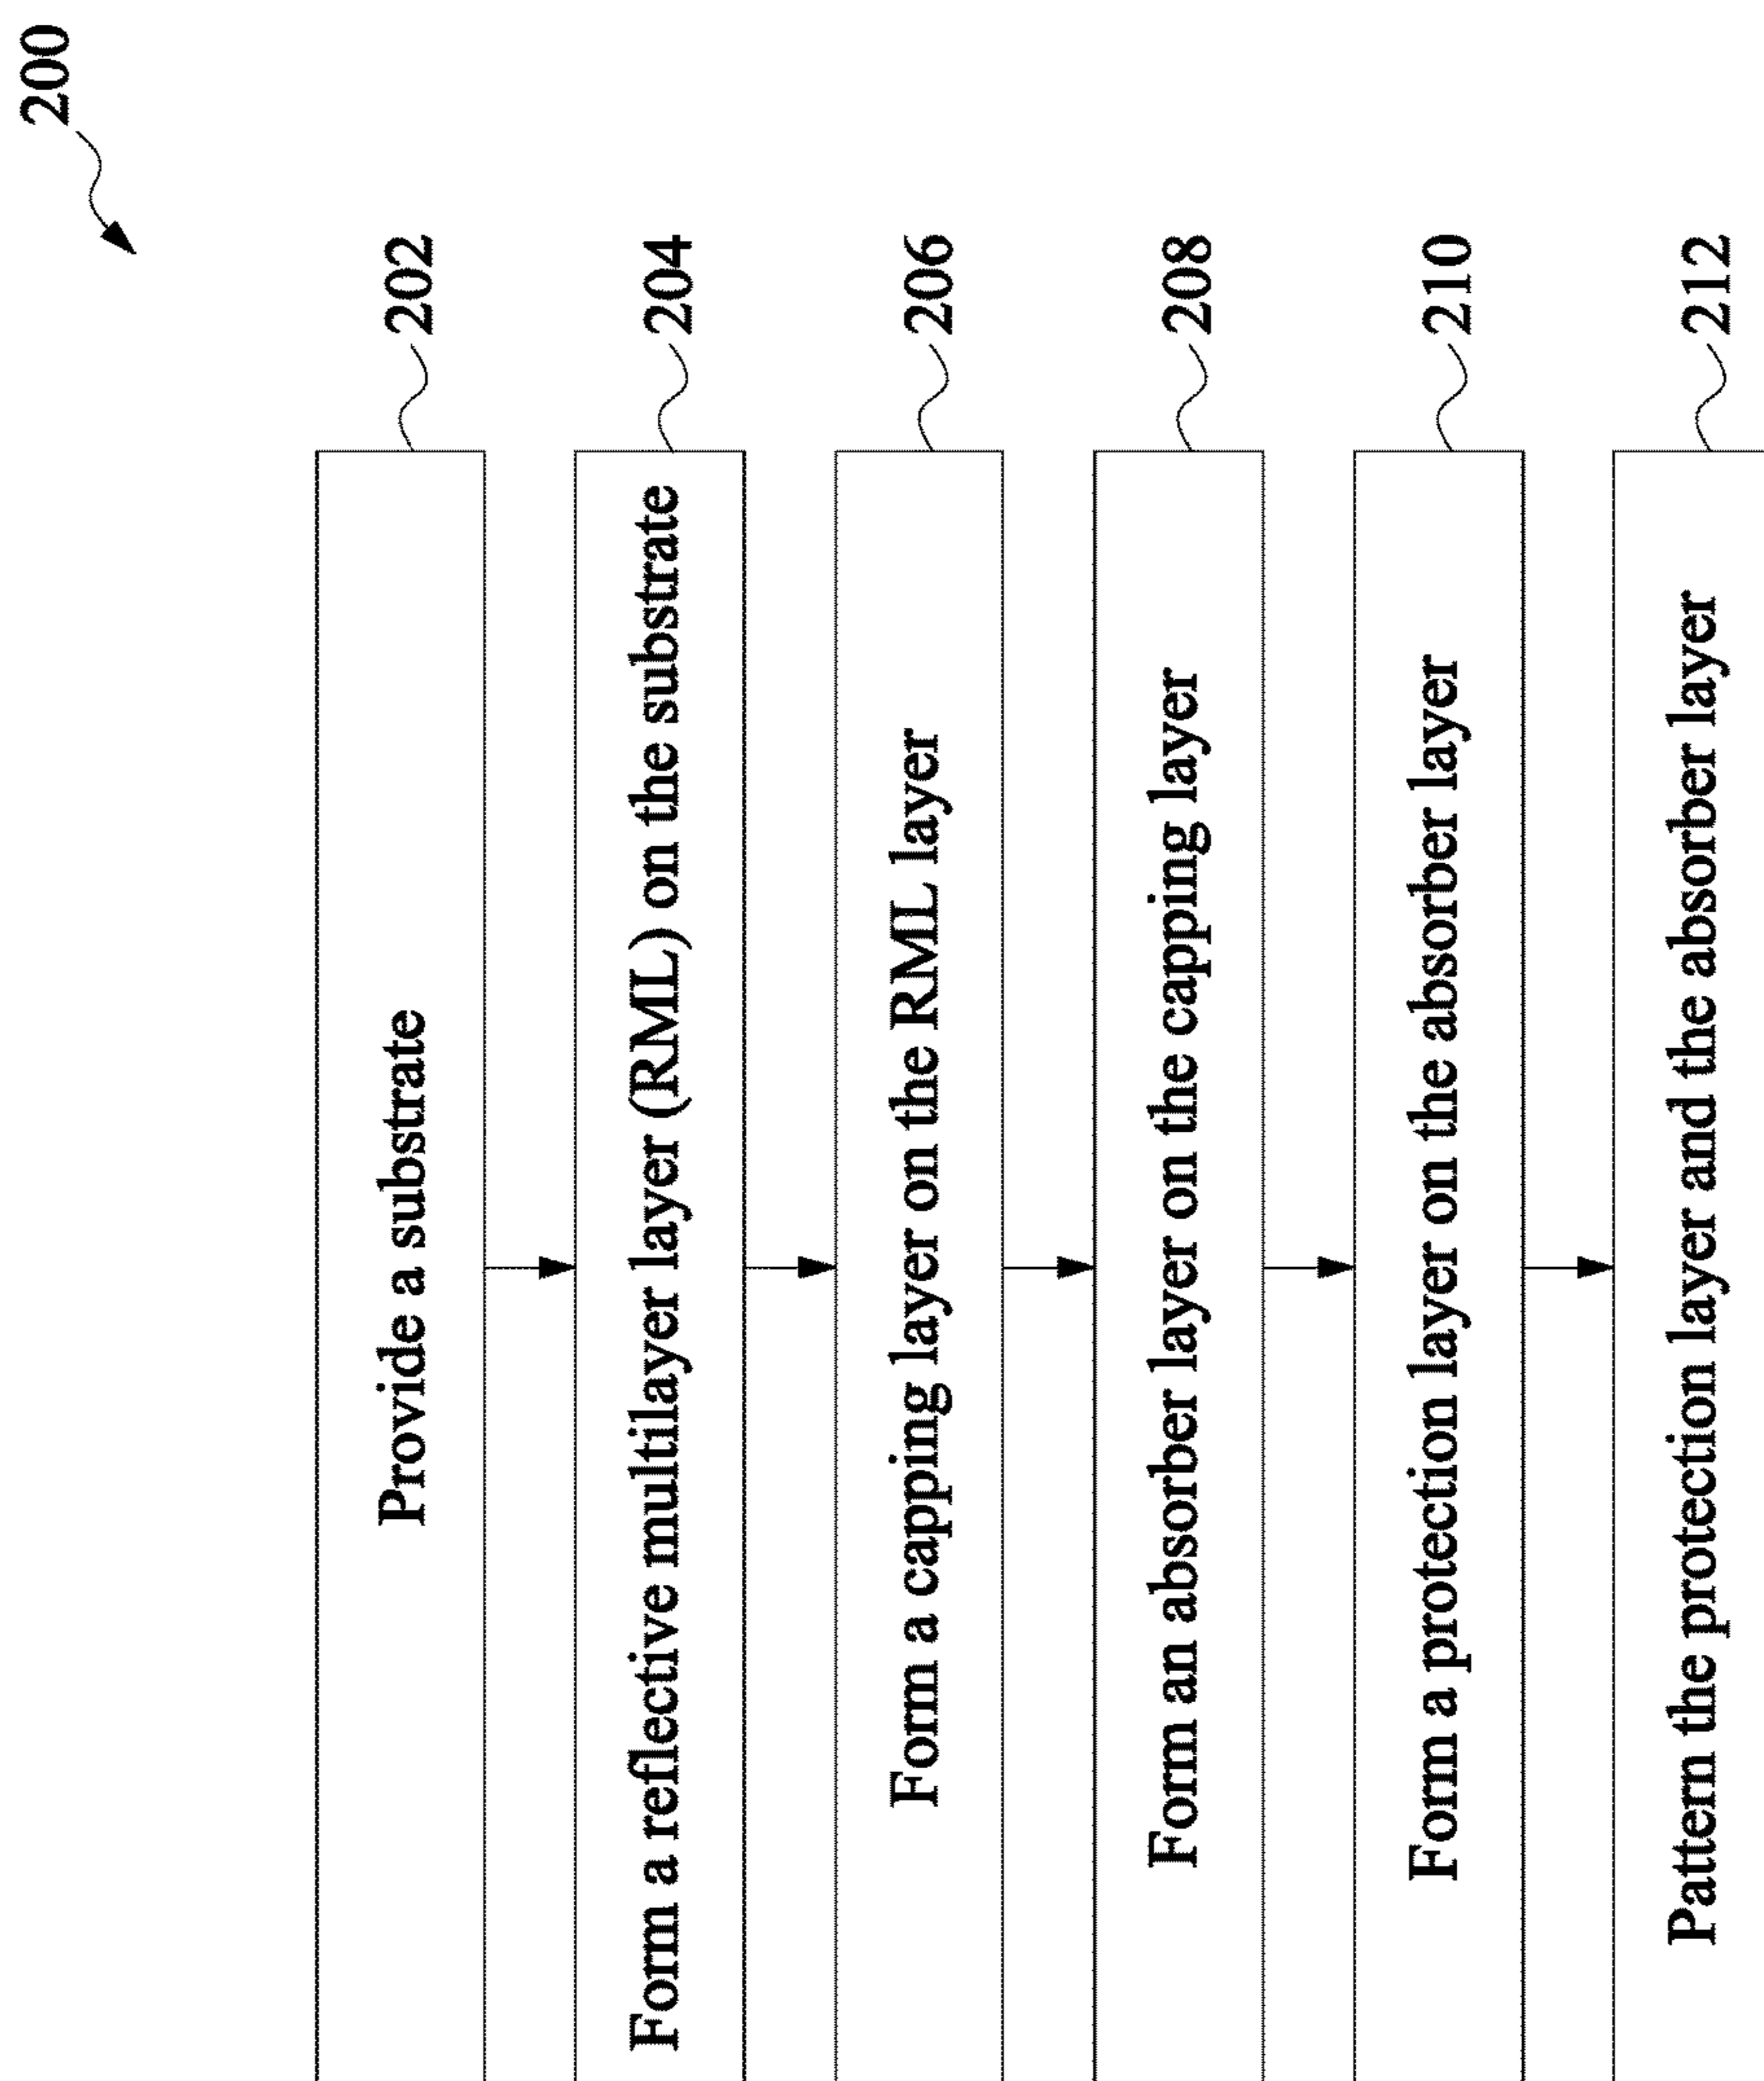 200
Provide a substrate
202
Form a reflective multilayer layer (RML) on the substrate
204
Form a capping layer on the RML layer
206
Form an absorber layer on the capping layer
208
Form a protection layer on the absorber layer
210
Pattern the protection layer and the absorber layer
212